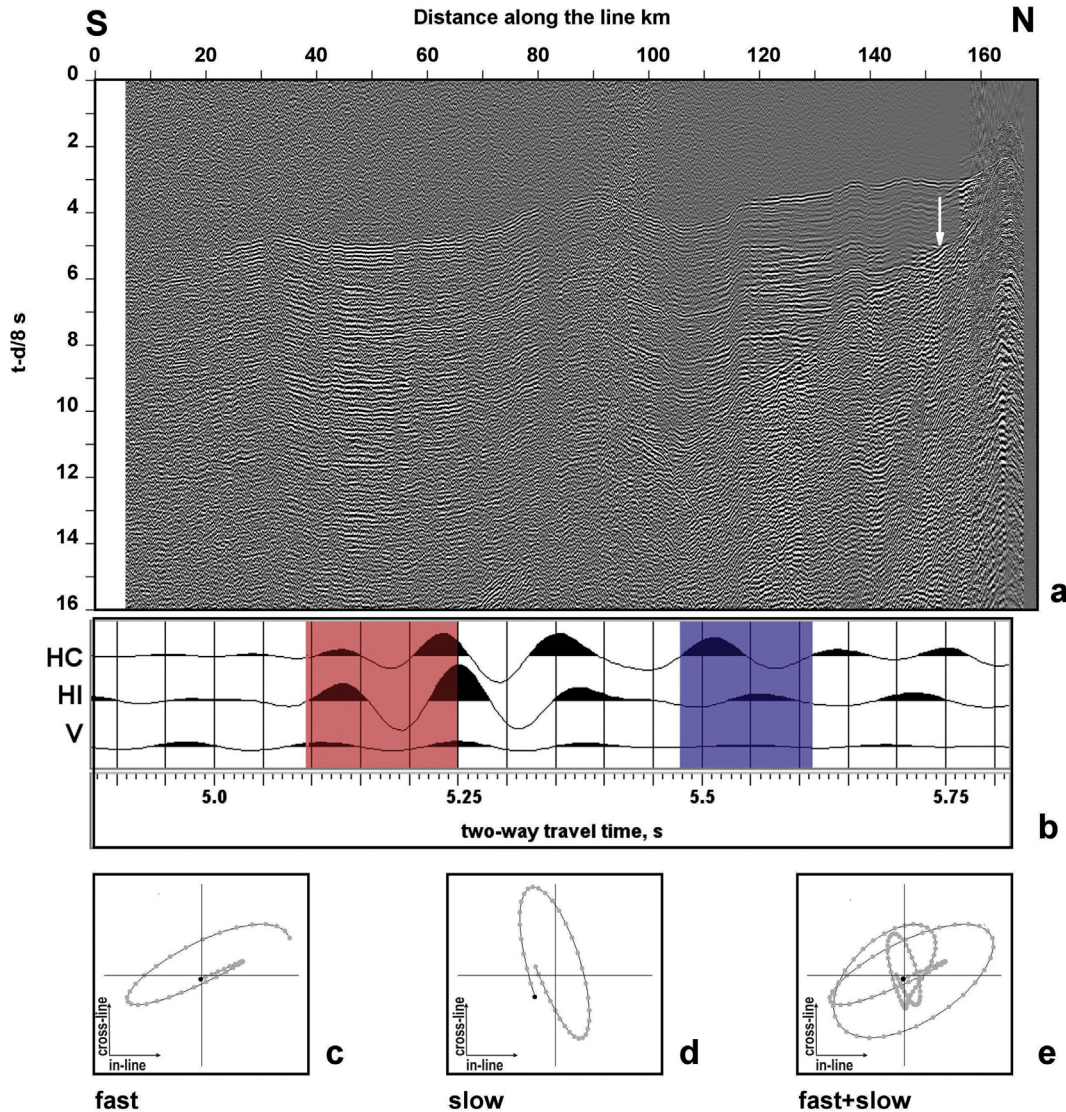 S Distance along the line km N
0 20 40 60 80 100 120 140 160
0
2
4
6
8
10
12
14
16
t-d/8 s
a
HC
HI
V
5.0 5.25 5.5 5.75
two-way travel time, s
b
cross-line
in-line
c
cross-line
in-line
d
cross-line
in-line
e
fast slow fast+slow